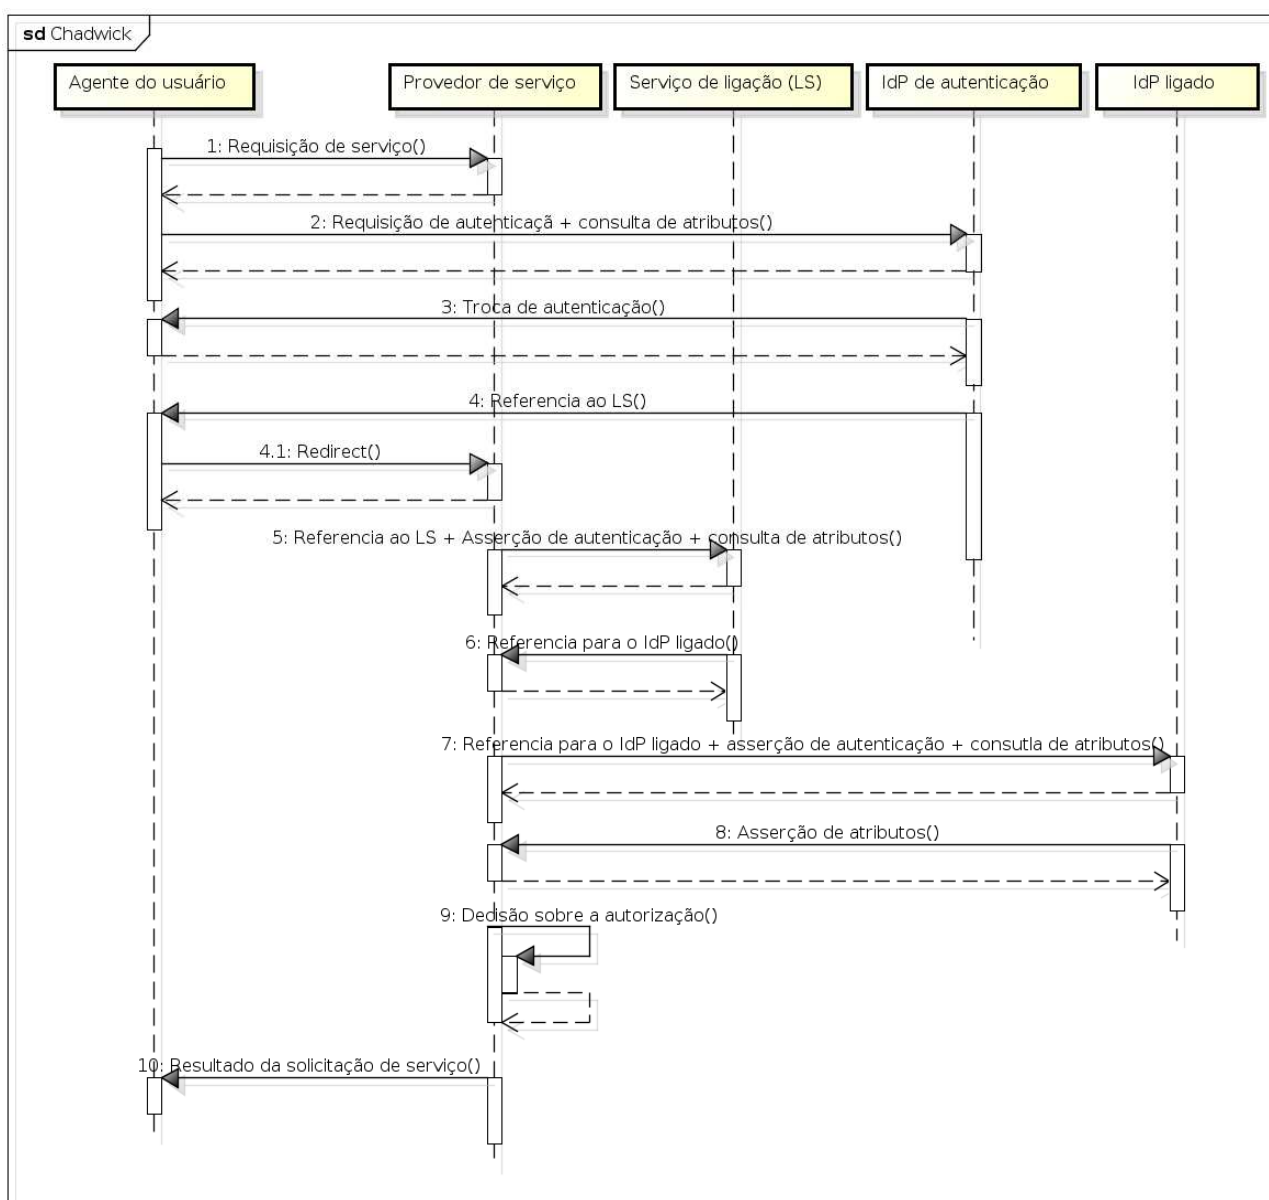 sd Chadwick
Agente do usuário
Provedor de serviço
Serviço de ligação (LS)
IdP de autenticação
IdP ligado
1: Requisição de serviço()
2: Requisição de autenticaçã + consulta de atributos()
3: Troca de autenticação()
4: Referencia ao LS()
4.1: Redirect()
5: Referencia ao LS + Asserção de autenticação + consulta de atributos()
6: Referencia para o IdP ligado()
7: Referencia para o IdP ligado + asserção de autenticação + consutla de atributos()
8: Asserção de atributos()
9: Decisão sobre a autorização()
10: Resultado da solicitação de serviço()